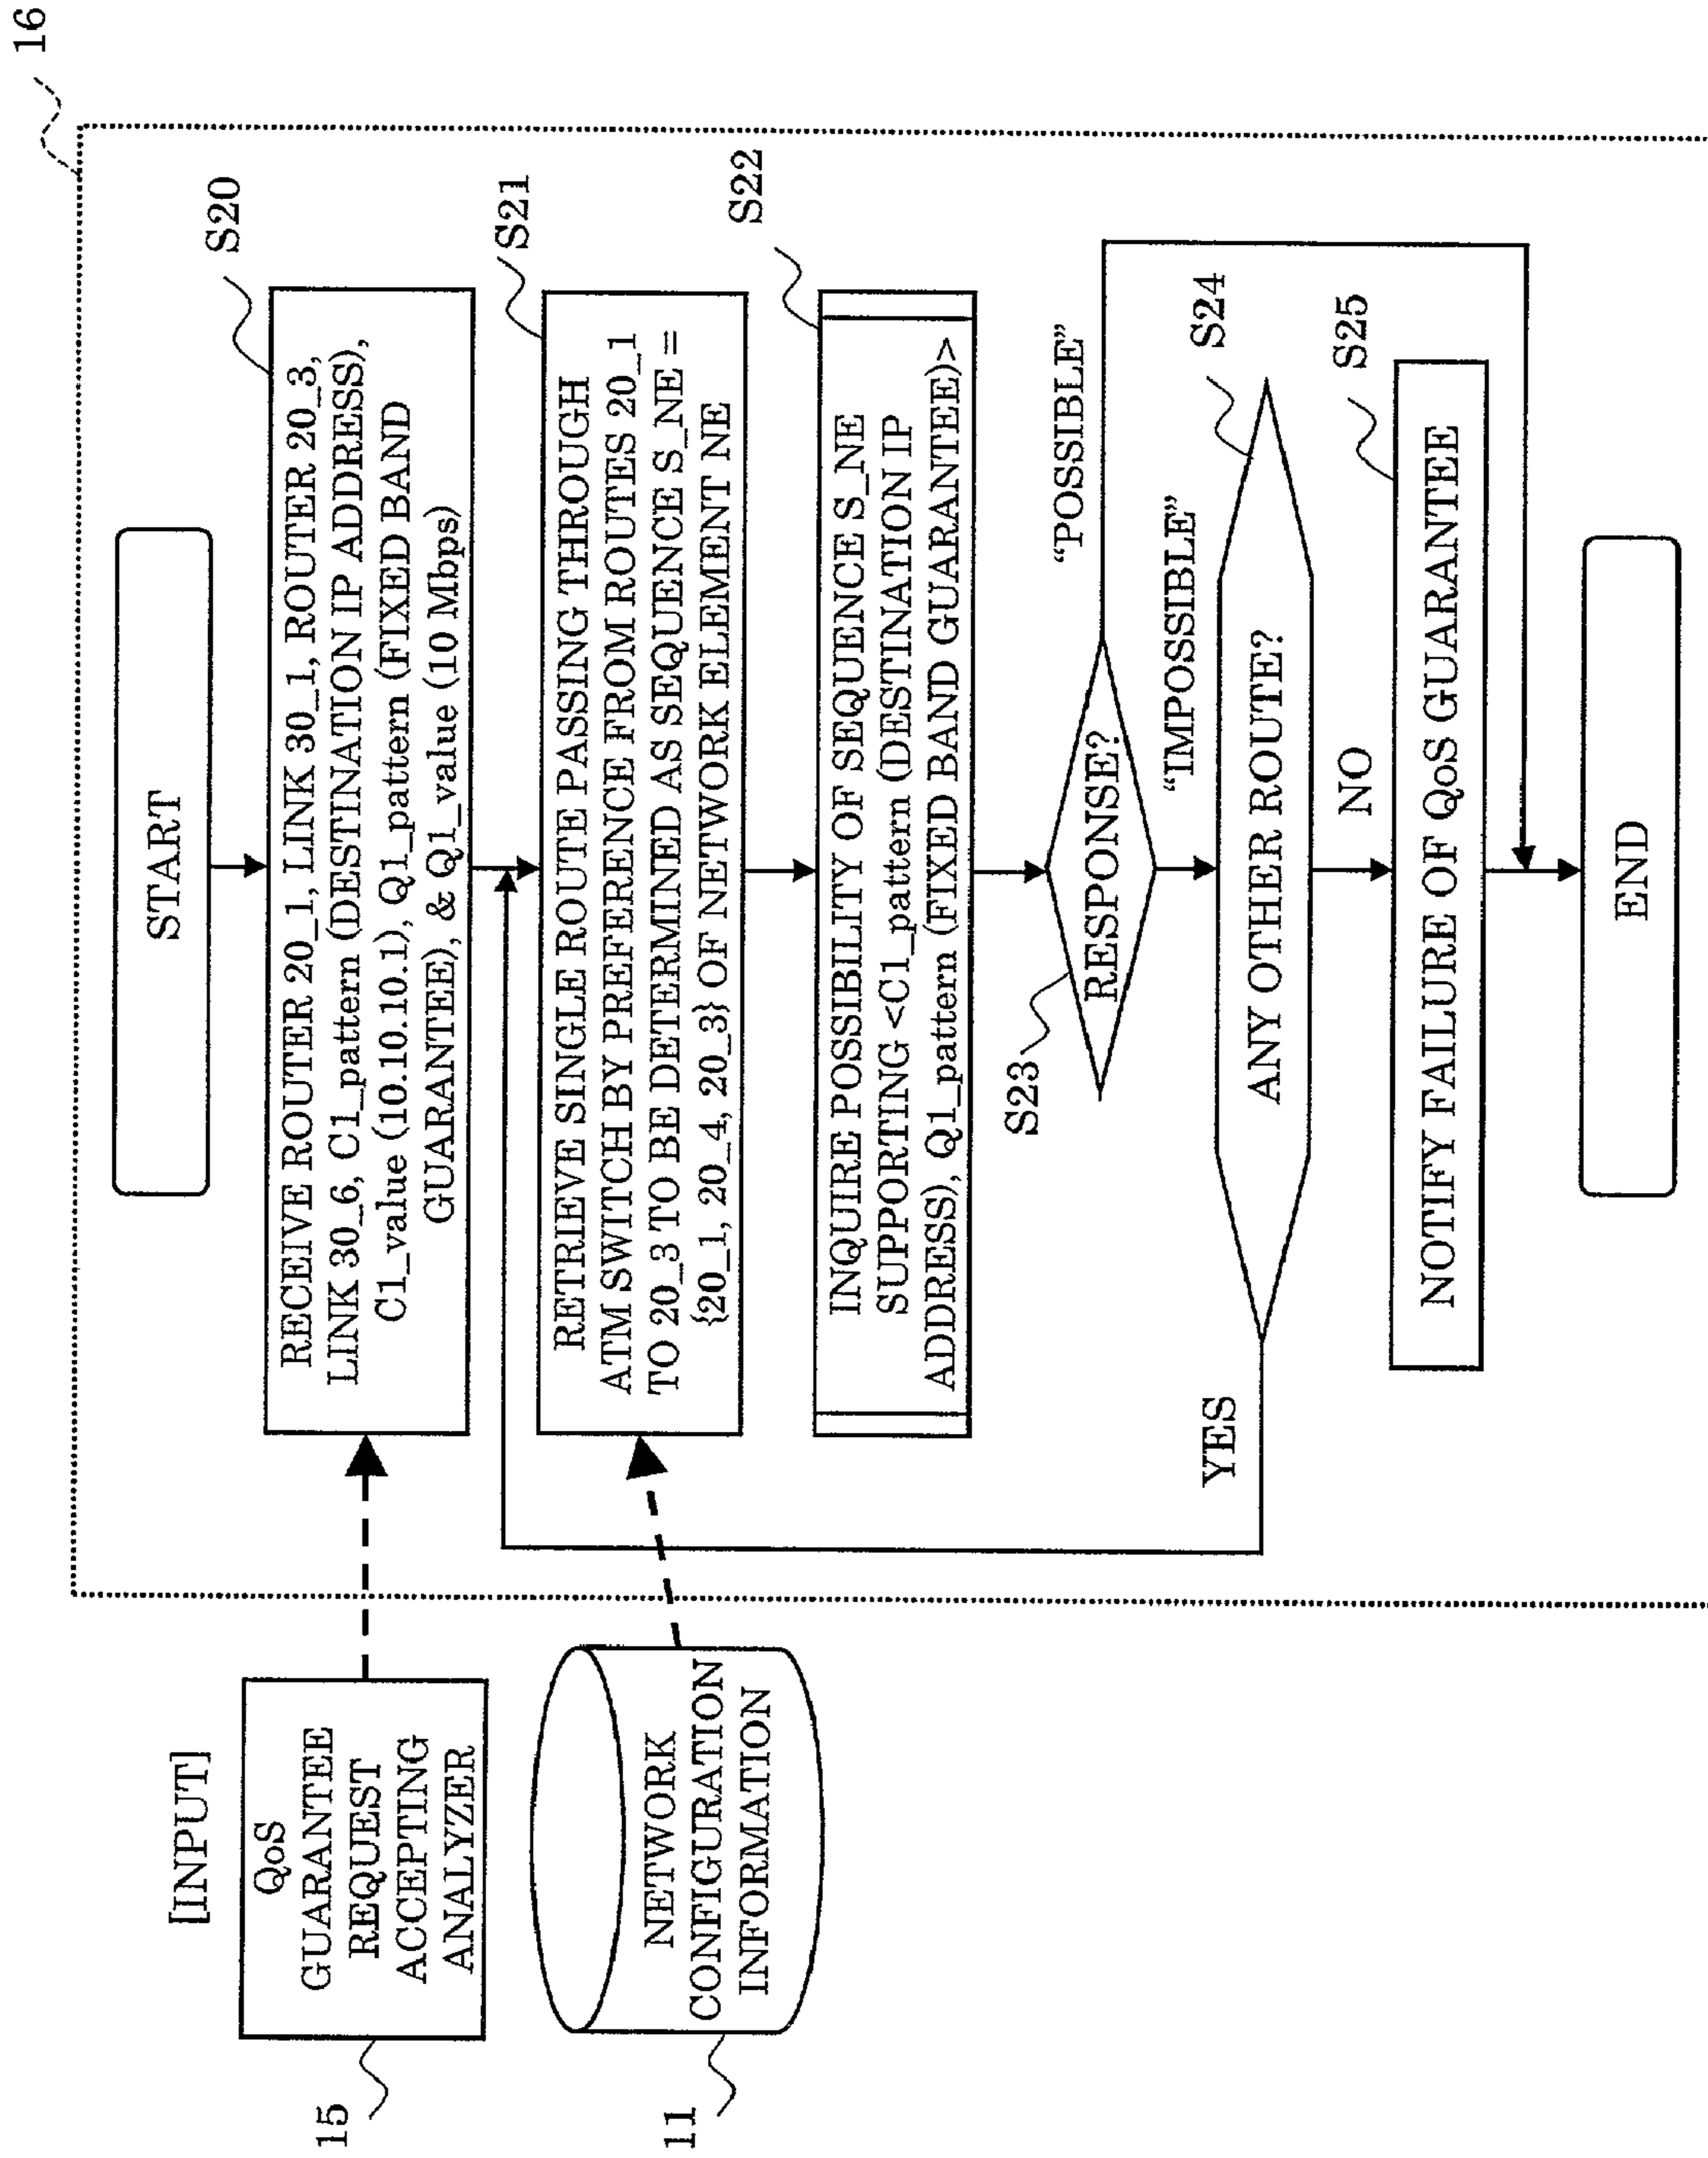 16
[INPUT]
15
QoS
GUARANTEE
REQUEST
ACCEPTING
ANALYZER
11
NETWORK
CONFIGURATION
INFORMATION
START
S20
RECEIVE ROUTER 20_1, LINK 30_1, ROUTER 20_3,
LINK 30_6, C1_pattern (DESTINATION IP ADDRESS),
C1_value (10.10.10.1), Q1_pattern (FIXED BAND
GUARANTEE), & Q1_value (10 Mbps)
S21
RETRIEVE SINGLE ROUTE PASSING THROUGH
ATM SWITCH BY PREFERENCE FROM ROUTES 20_1
TO 20_3 TO BE DETERMINED AS SEQUENCE S_NE =
{20_1, 20_4, 20_3} OF NETWORK ELEMENT NE
S22
INQUIRE POSSIBILITY OF SEQUENCE S_NE
SUPPORTING <C1_pattern (DESTINATION IP
ADDRESS), Q1_pattern (FIXED BAND GUARANTEE)>
S23
RESPONSE?
"POSSIBLE"
"IMPOSSIBLE"
S24
ANY OTHER ROUTE?
YES
NO
S25
NOTIFY FAILURE OF QoS GUARANTEE
END